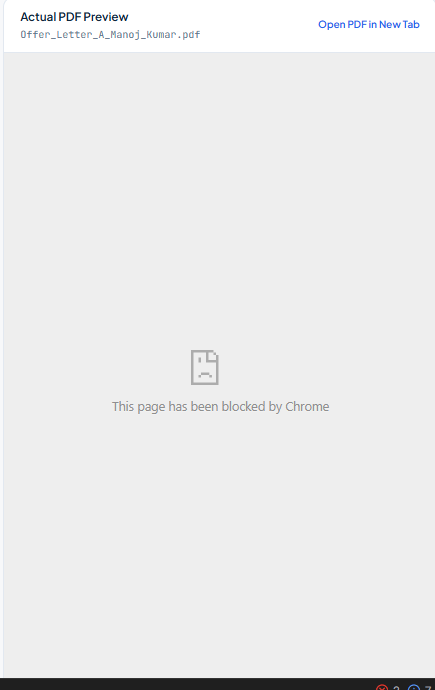 Actual PDF Preview
Open PDF in New Tab
Offer_Letter_A_Manoj_Kumar.pdf
This page has been blocked by Chrome